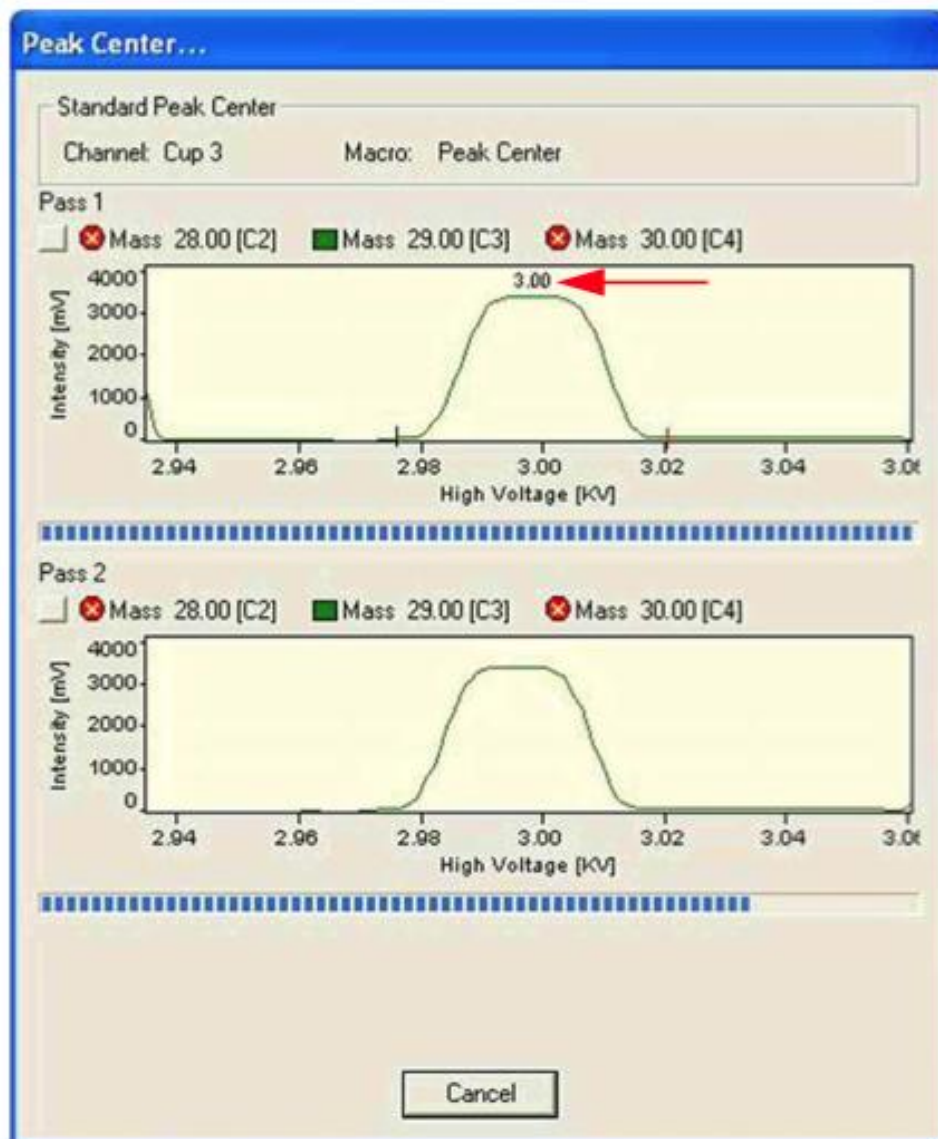 Peak Center...
Standard Peak Center
Channel: Cup 3 Macro: Peak Center
Pass 1
Mass 28.00 [C2] Mass 29.00 [C3] Mass 30.00 [C4]
4000
3.00
3000
2000
1000
0
Intensity [mV]
2.94 2.96 2.98 3.00 3.02 3.04 3.06
High Voltage [KV]
Pass 2
Mass 28.00 [C2] Mass 29.00 [C3] Mass 30.00 [C4]
4000
3000
2000
1000
0
Intensity [mV]
2.94 2.96 2.98 3.00 3.02 3.04 3.06
High Voltage [KV]
Cancel